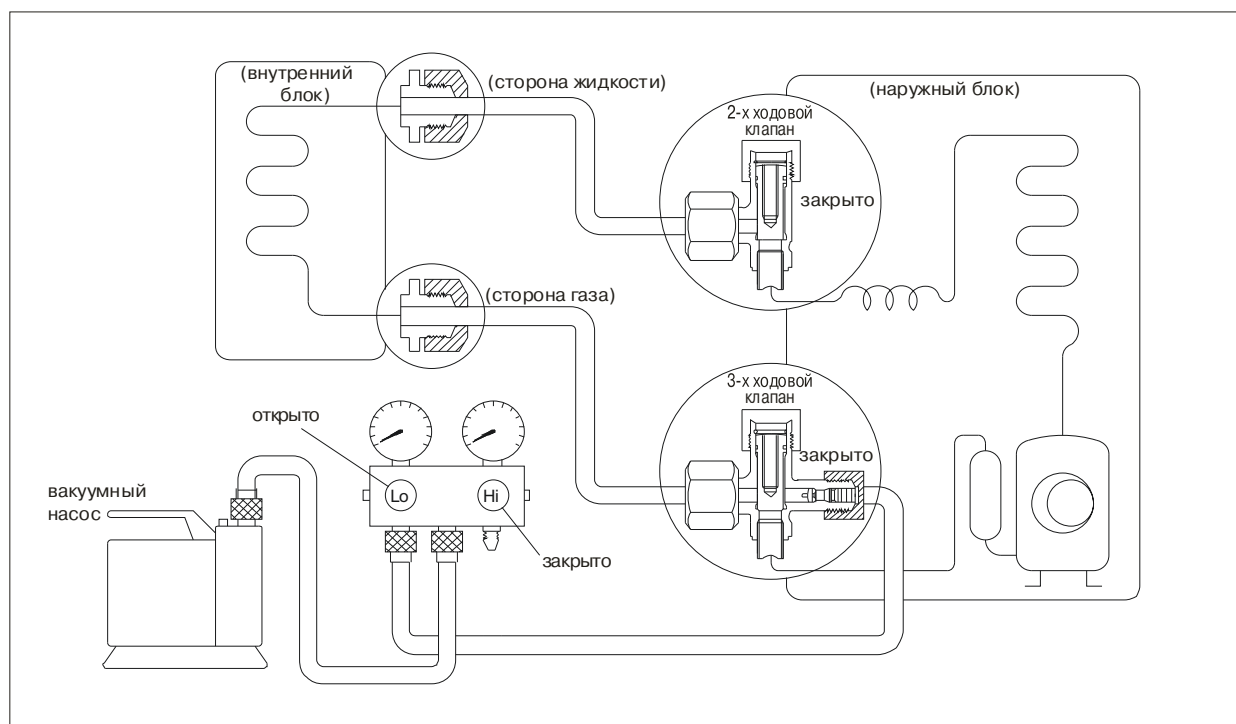 (внутренний
блок)
(сторона жидкости)
(наружный блок)
2-х ходовой
клапан
закрыто
(сторона газа)
3-х ходовой
клапан
закрыто
открыто
Lo
Hi
вакуумный
насос
закрыто